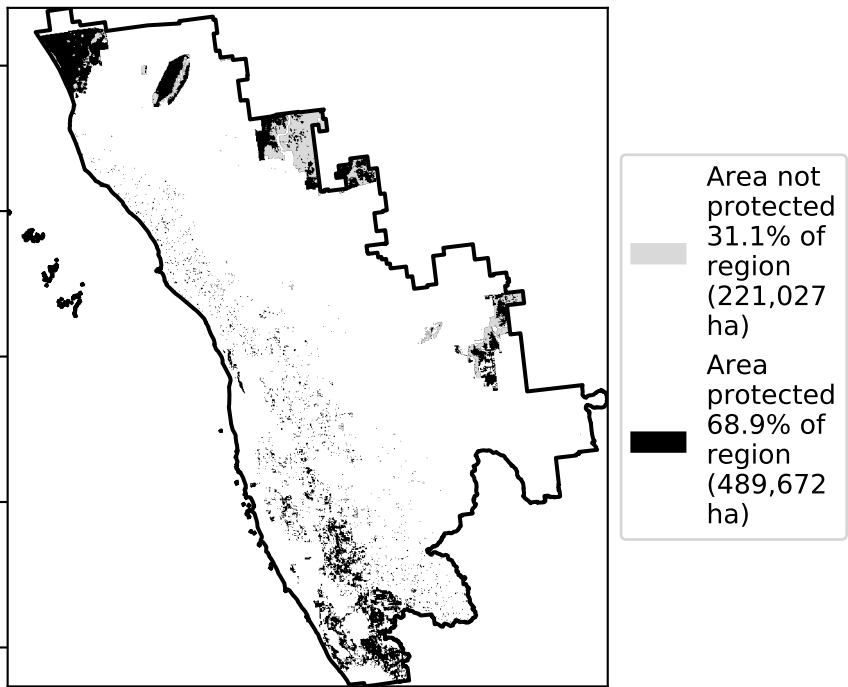 Area not
protected
31.1% of
region
(221,027
ha)
Area
protected
68.9% of
region
(489,672
ha)